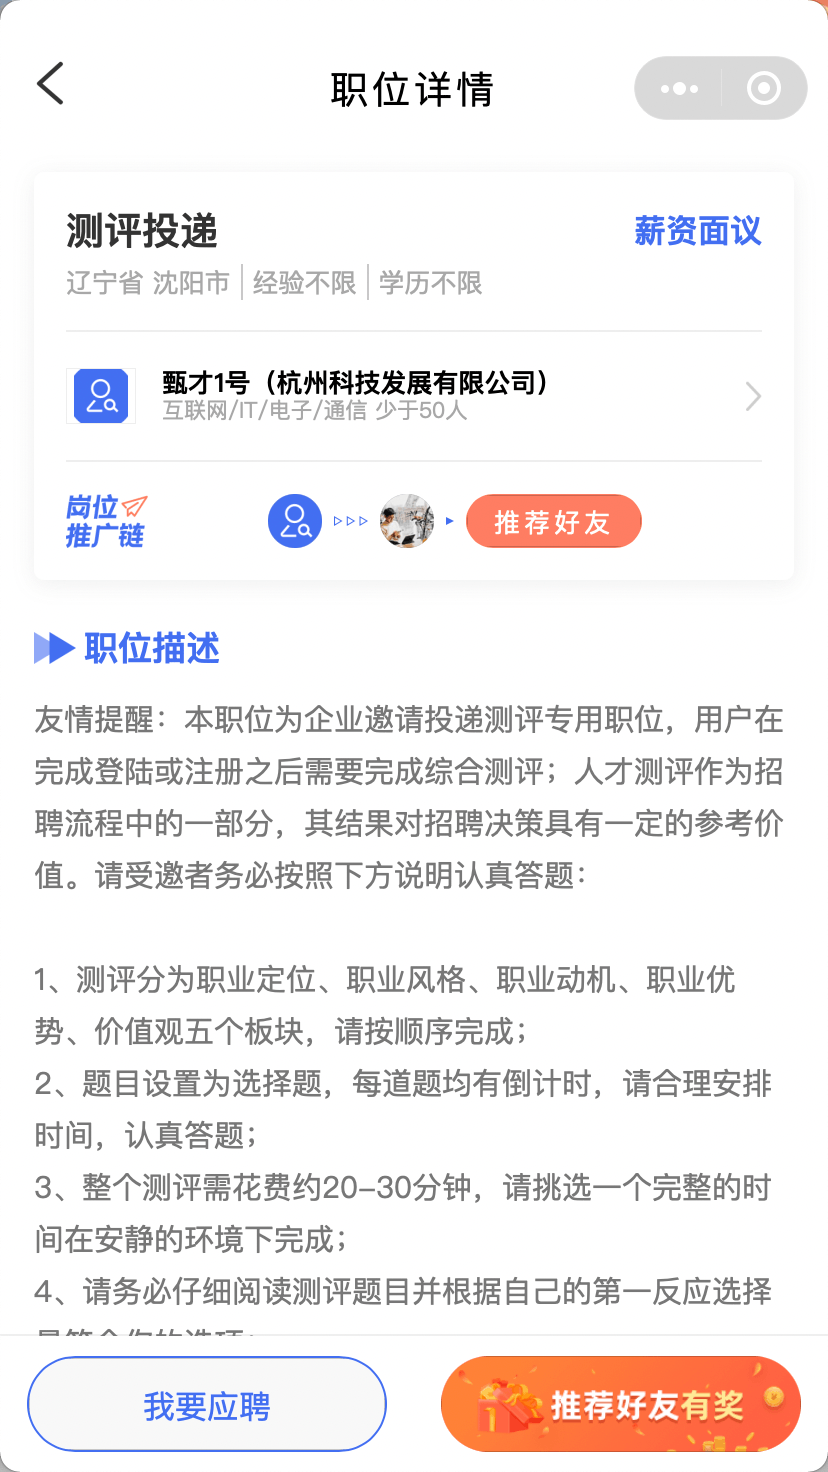 职位详情
测评投递
薪资面议
辽宁省 沈阳市 | 经验不限 | 学历不限
甄才1号（杭州科技发展有限公司）
互联网/IT/电子/通信 少于50人
岗位
推广链
推荐好友
职位描述
友情提醒：本职位为企业邀请投递测评专用职位，用户在
完成登陆或注册之后需要完成综合测评；人才测评作为招
聘流程中的一部分，其结果对招聘决策具有一定的参考价
值。请受邀者务必按照下方说明认真答题：
1、测评分为职业定位、职业风格、职业动机、职业优
势、价值观五个板块，请按顺序完成；
2、题目设置为选择题，每道题均有倒计时，请合理安排
时间，认真答题；
3、整个测评需花费约20-30分钟，请挑选一个完整的时
间在安静的环境下完成；
4、请务必仔细阅读测评题目并根据自己的第一反应选择
我要应聘
推荐好友有奖